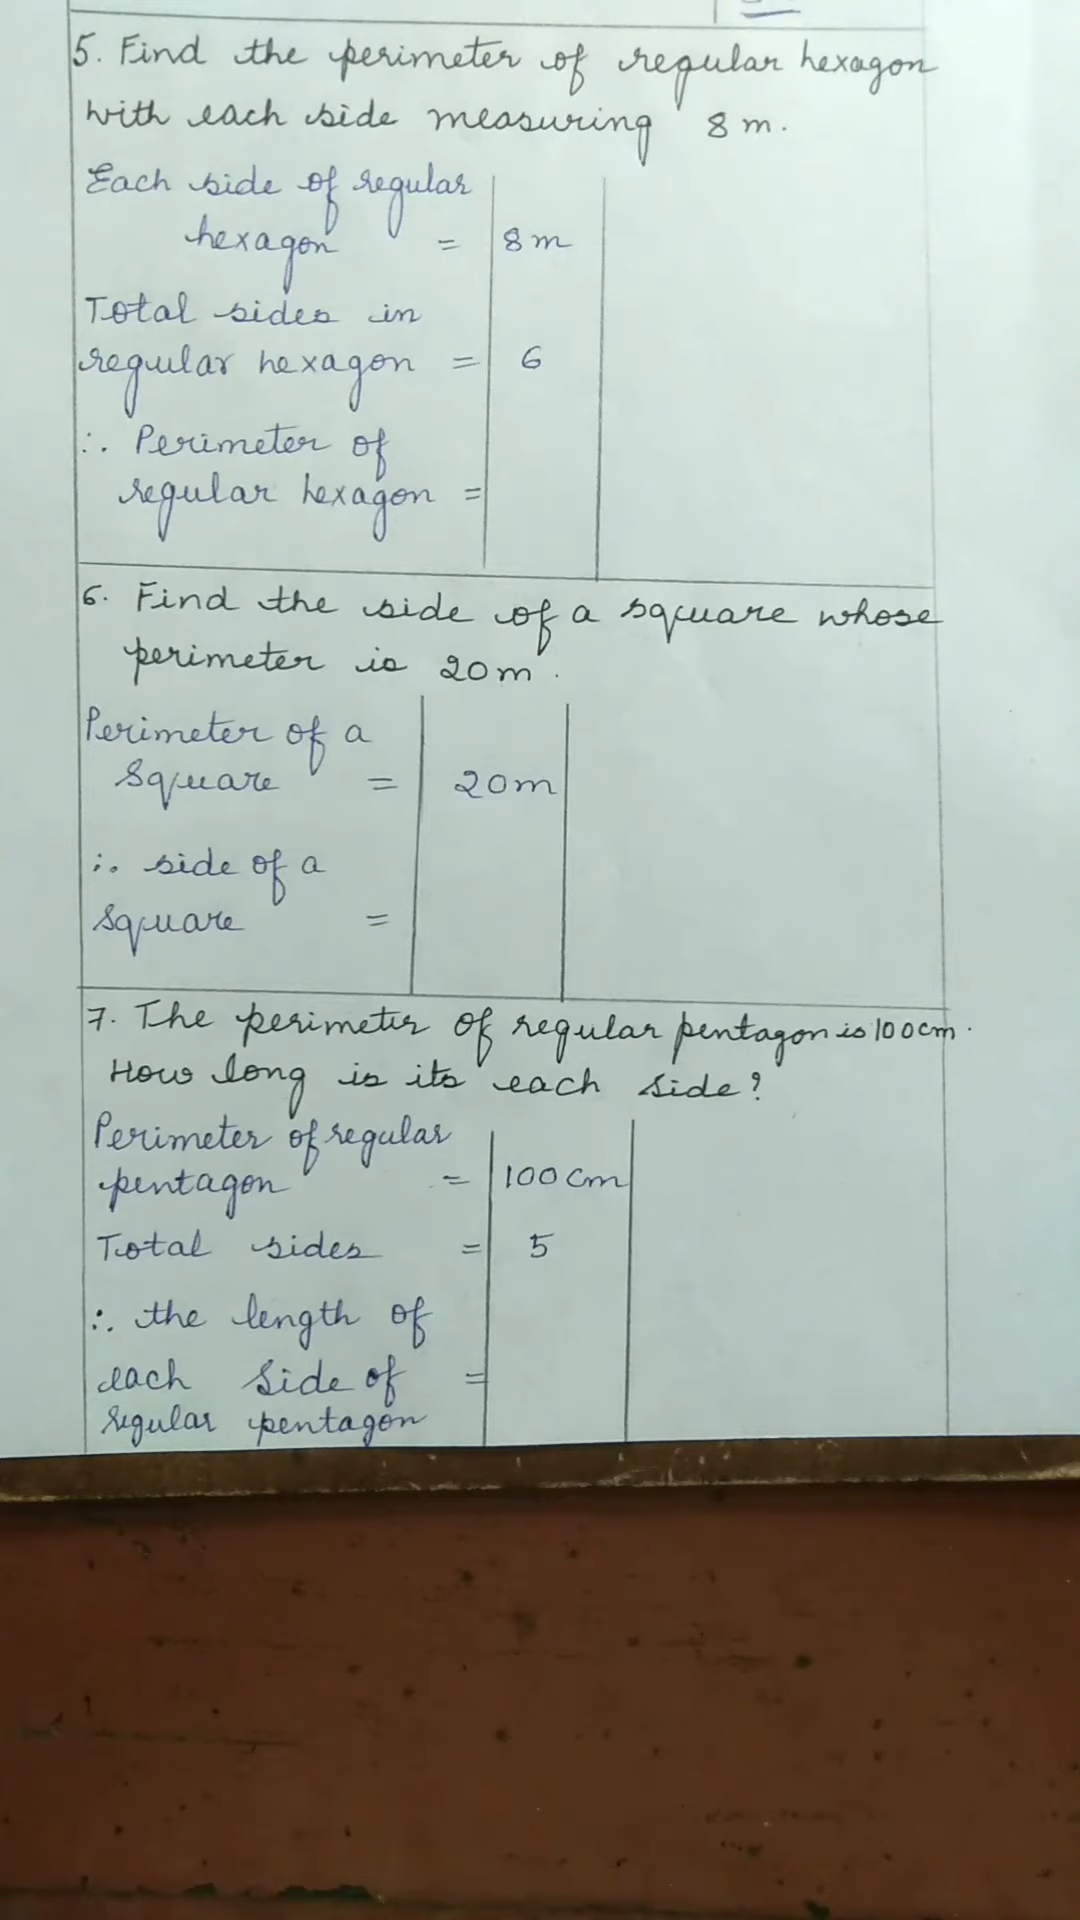 5. Find the perimeter of regular hexagon
with each side measuring 8 m.
Each side of regular
hexagon = 8 m
Total sides in
regular hexagon = 6
∴ Perimeter of
regular hexagon =
6. Find the side of a square whose
perimeter is 20m.
Perimeter of a
square = 20m
∴ side of a
square =
7. The perimeter of regular pentagon is 100cm.
How long is its each side?
Perimeter of regular
pentagon = 100 cm
Total sides = 5
∴ the length of
each side of =
regular pentagon